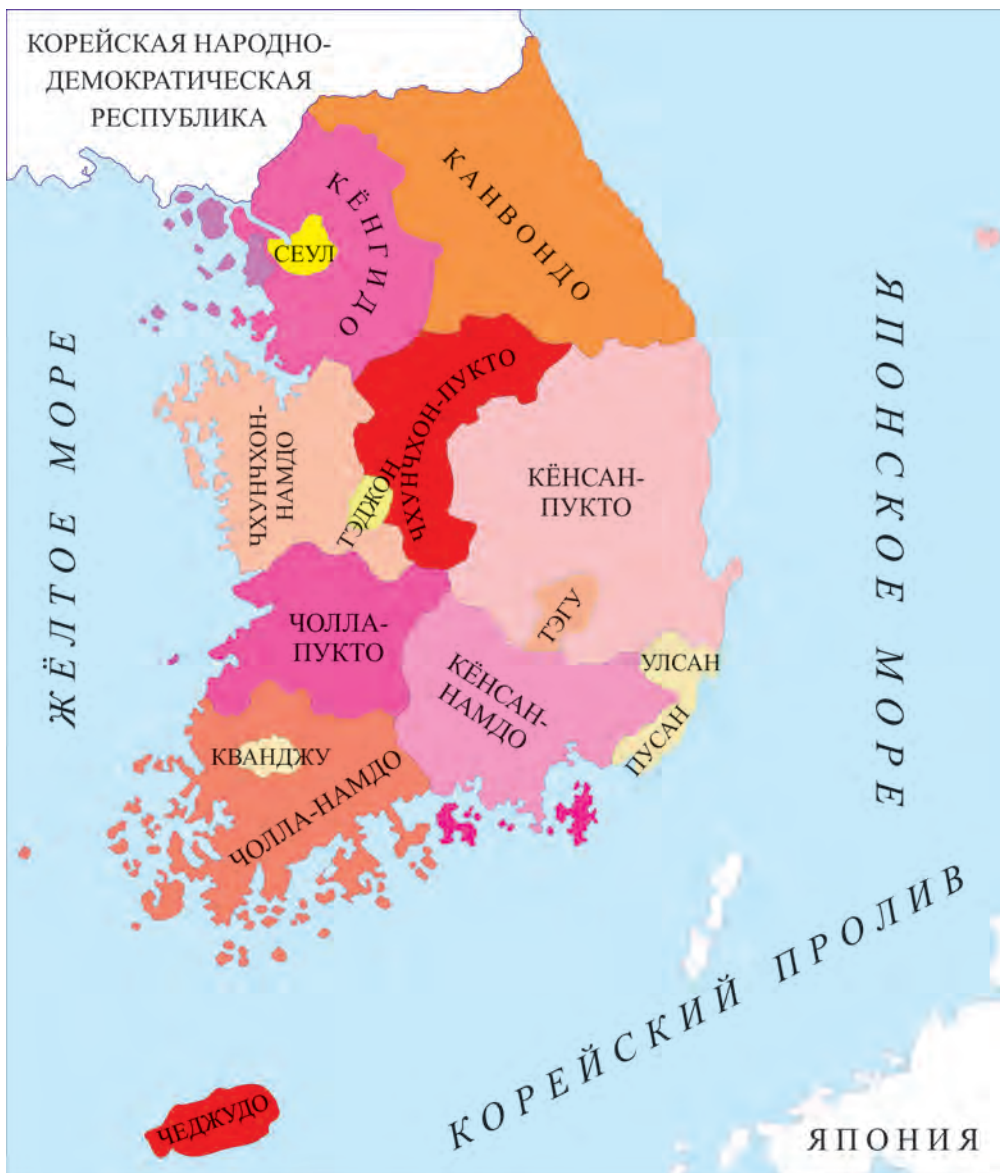 КОРЕЙСКАЯ НАРОДНО-
ДЕМОКРАТИЧЕСКАЯ
РЕСПУБЛИКА
КЁНГИДО
КАНВОНДО
СЕУЛ
ЖЁЛТОЕ МОРЕ
ЯПОНСКОЕ МОРЕ
ЧХУНЧХОН-ПУКТО
ЧХУНЧХОН-
НАМДО
ТЭДЖОН
КЁНСАН-
ПУКТО
ТЭГУ
ЧОЛЛА-
ПУКТО
УЛСАН
КЁНСАН-
НАМДО
ПУСАН
КВАНДЖУ
ЧОЛЛА-НАМДО
КОРЕЙСКИЙ ПРОЛИВ
ЧЕДЖУДО
ЯПОНИЯ